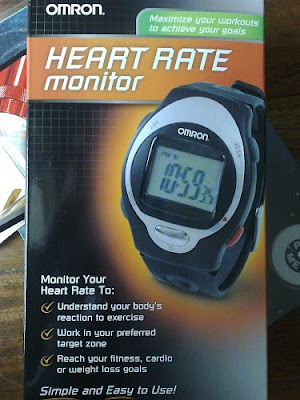 OMRON
Maximize your workouts
to achieve your goals
HEART RATE
monitor
OMRON
10:59
Monitor Your
Heart Rate To:
Understand your body's
reaction to exercise
Work in your preferred
target zone
Reach your fitness, cardio
or weight loss goals
Simple and Easy to Use!